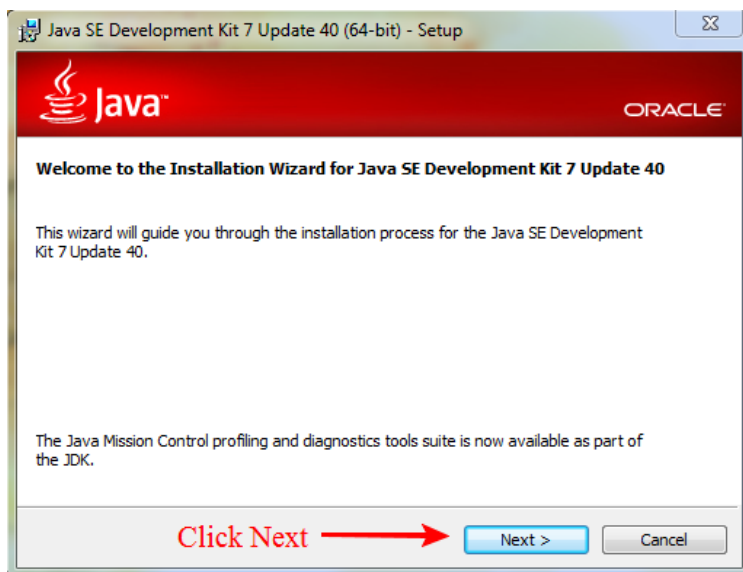 Java SE Development Kit 7 Update 40 (64-bit) - Setup
Java™
ORACLE
Welcome to the Installation Wizard for Java SE Development Kit 7 Update 40
This wizard will guide you through the installation process for the Java SE Development
Kit 7 Update 40.
The Java Mission Control profiling and diagnostics tools suite is now available as part of
the JDK.
Click Next
Next >
Cancel